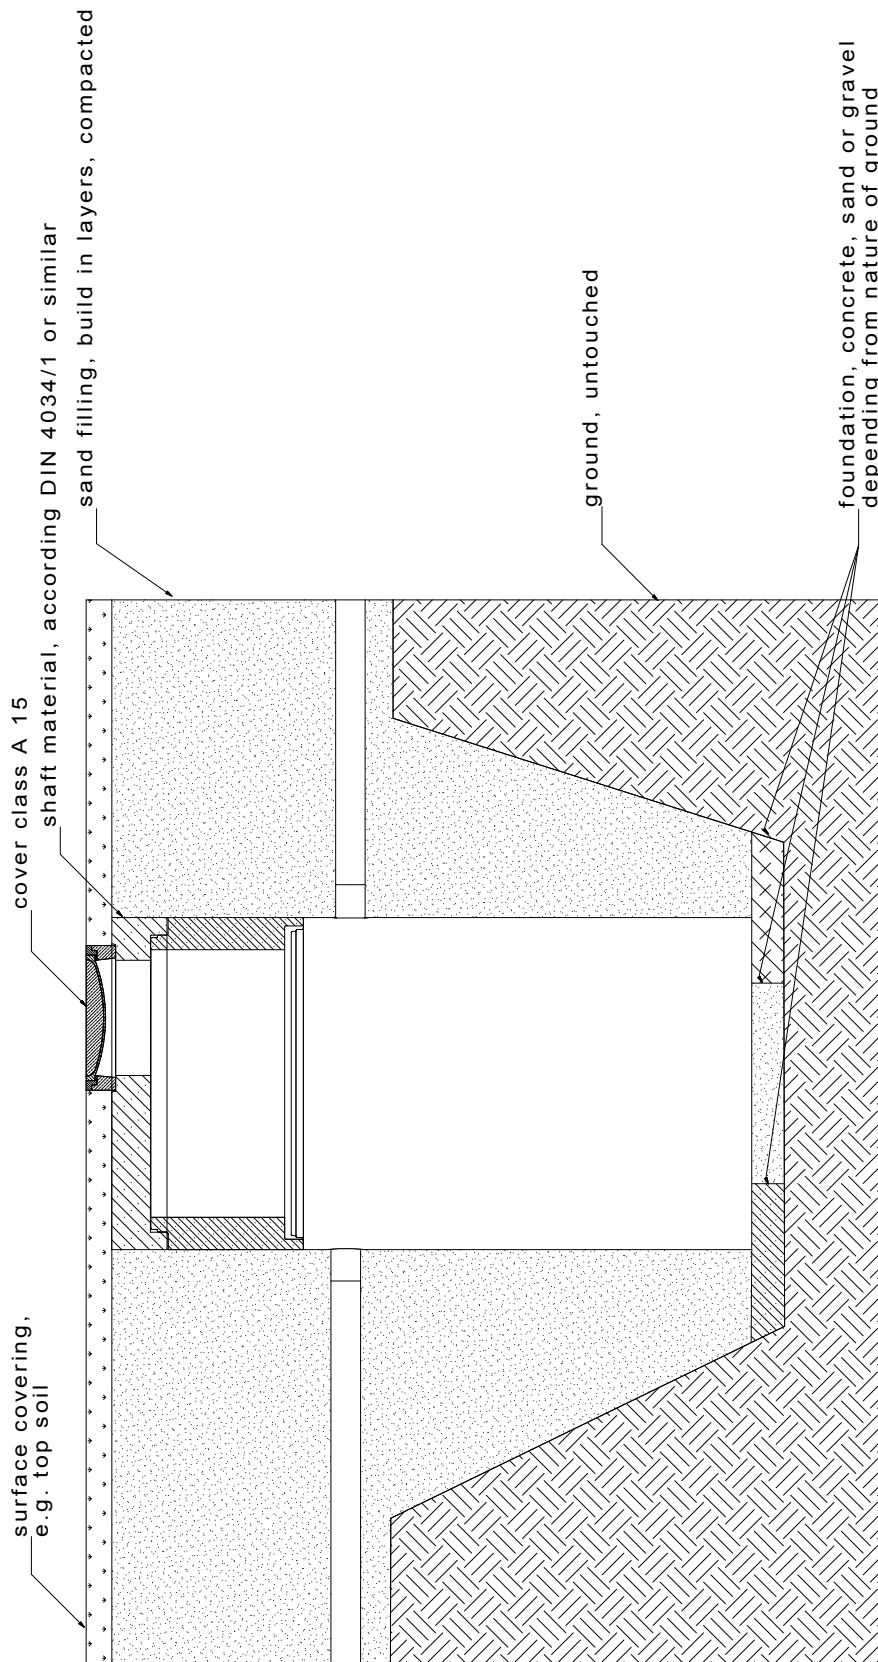 surface covering,
e.g. top soil
cover class A 15
shaft material, according DIN 4034/1 or similar
sand filling, build in layers, compacted
ground, untouched
foundation, concrete, sand or gravel
depending from nature of ground